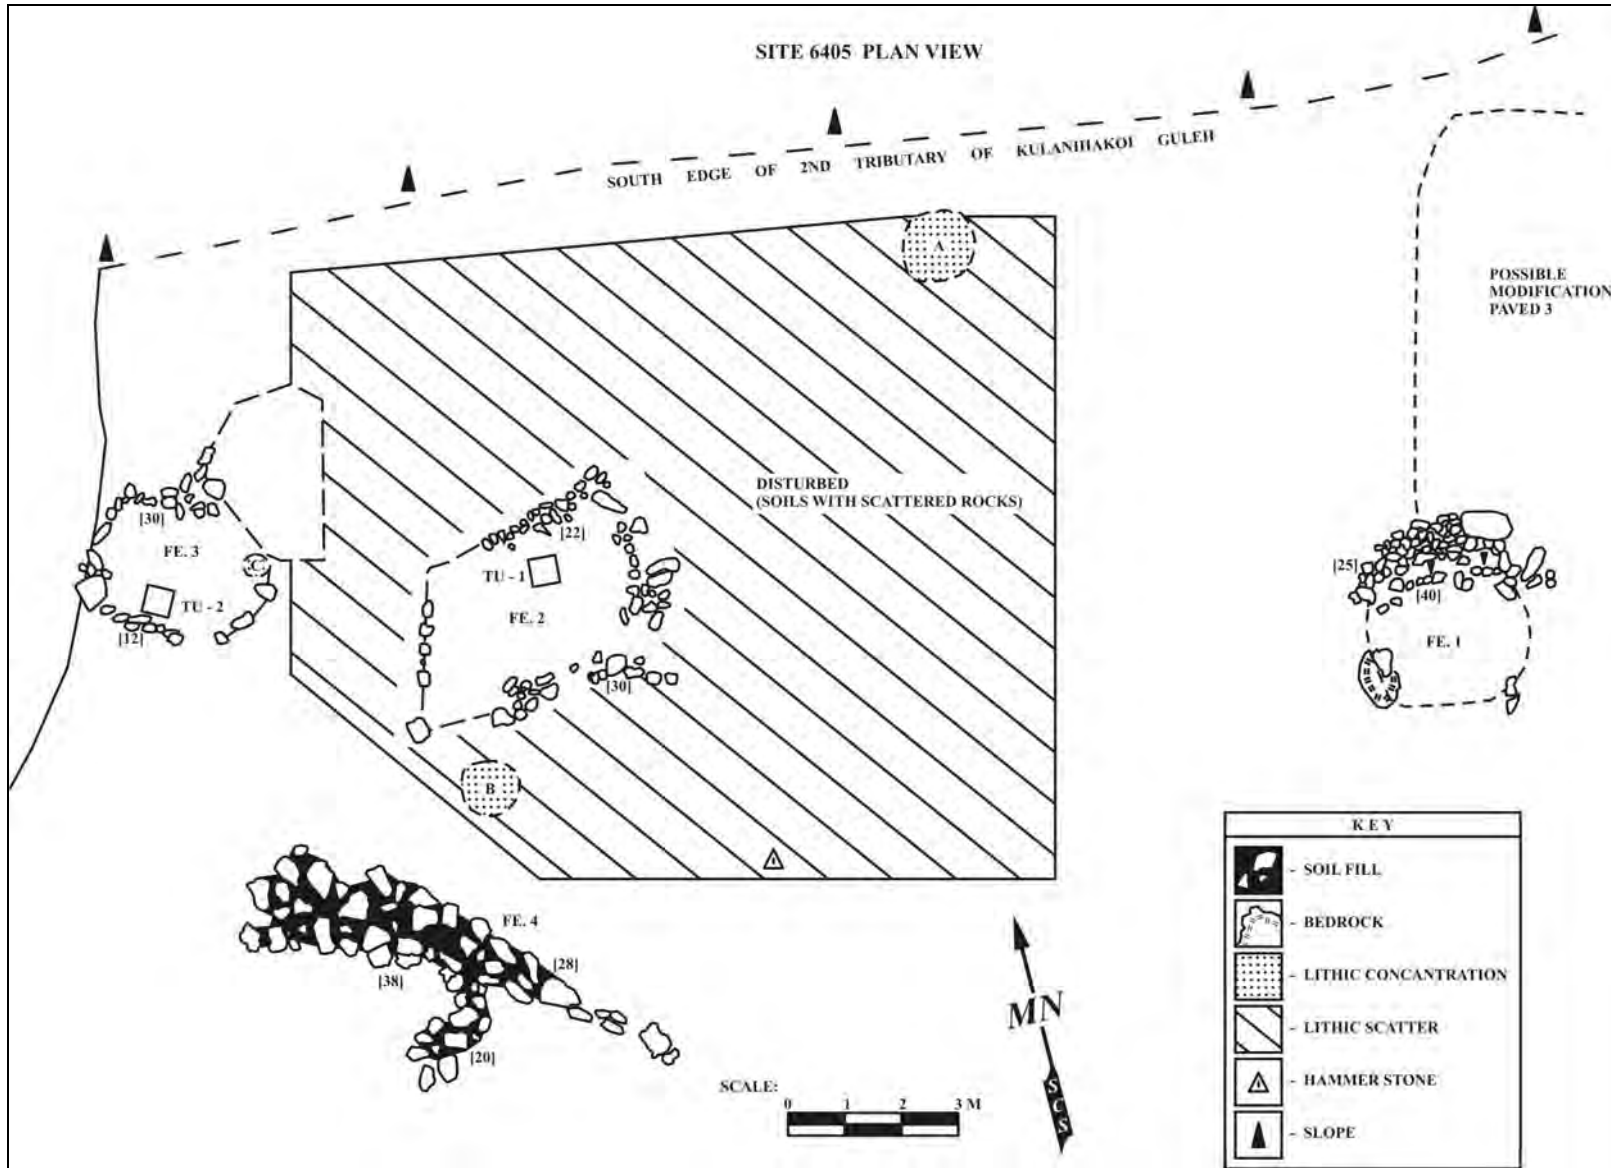 SITE 6405 PLAN VIEW
SOUTH EDGE OF 2ND TRIBUTARY OF KULANIHAKOI GULEH
A
POSSIBLE
MODIFICATION
PAVED 3
DISTURBED
(SOILS WITH SCATTERED ROCKS)
[30]
FE. 3
C
TU - 2
[12]
[22]
TU - 1
FE. 2
[30]
B
[25]
[40]
FE. 1
FE. 4
[28]
[38]
[20]
MN
SCS
SCALE:
0 1 2 3 M
KEY
- SOIL FILL
- BEDROCK
- LITHIC CONCANTRATION
- LITHIC SCATTER
- HAMMER STONE
- SLOPE